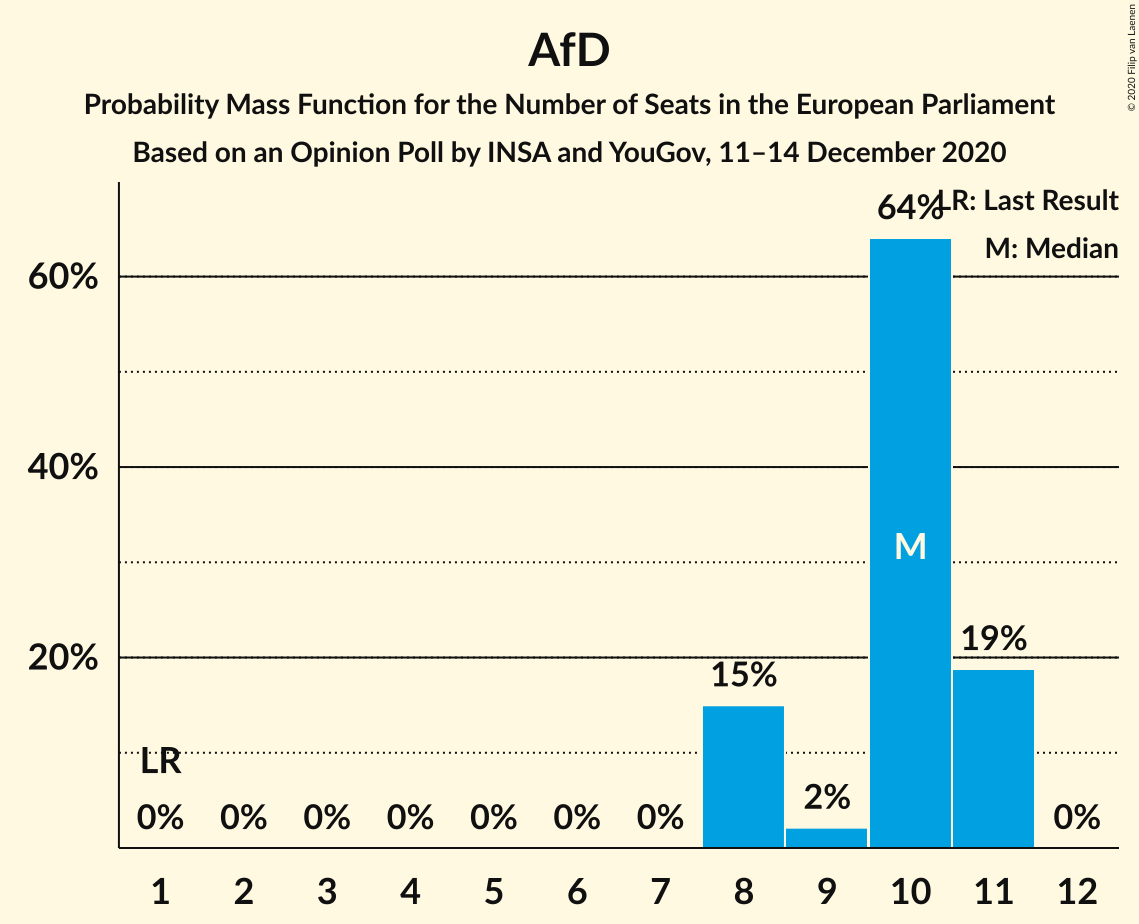 AfD
Probability Mass Function for the Number of Seats in the European Parliament
Based on an Opinion Poll by INSA and YouGov, 11–14 December 2020
© 2020 Filip van Laenen
LR: Last Result
M: Median
64%
60%
40%
M
19%
20%
15%
LR
2%
0% 0% 0% 0% 0% 0% 0% 0%
1 2 3 4 5 6 7 8 9 10 11 12